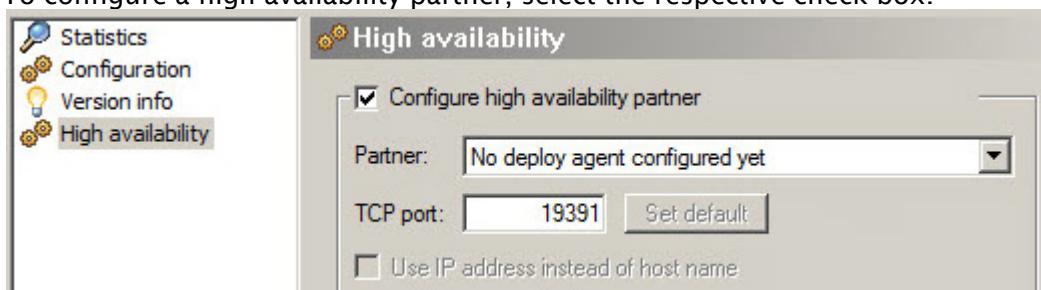 To configure a high availability partner, select the respective check box.
Statistics
Configuration
Version info
High availability
High availability
Configure high availability partner
Partner: No deploy agent configured yet
TCP port: 19391 Set default
Use IP address instead of host name